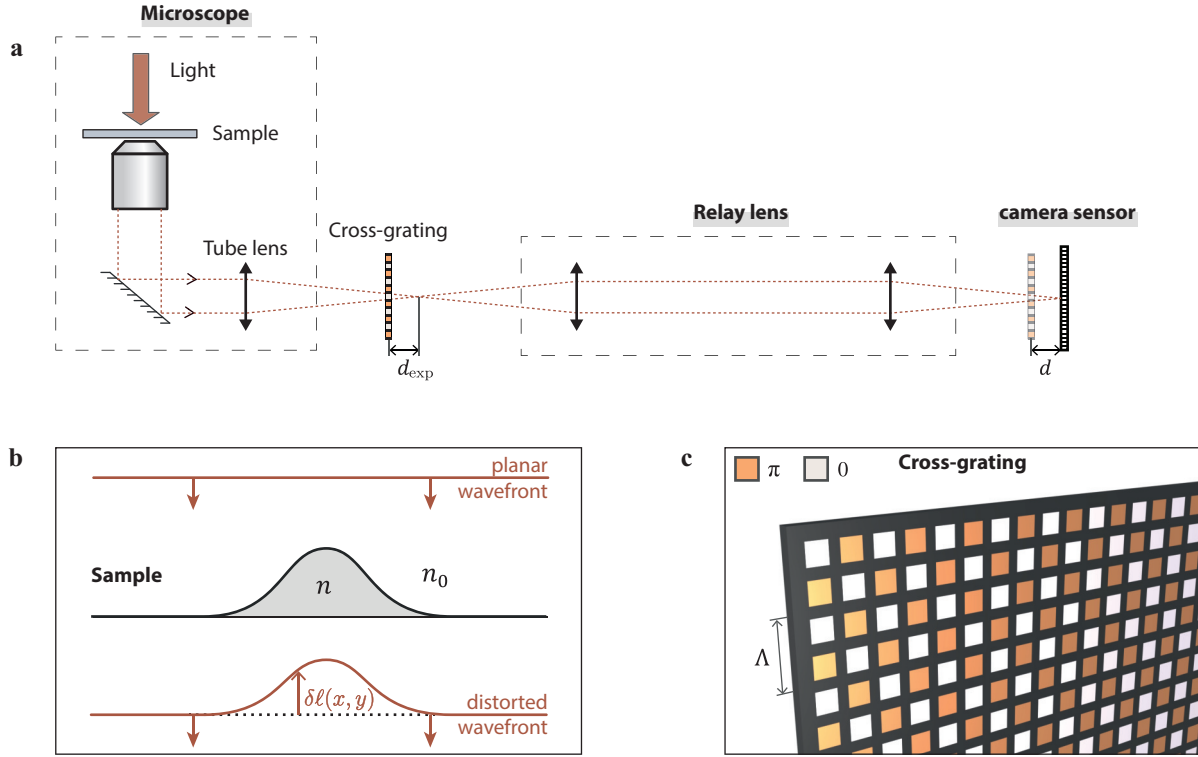 Microscope
a
Light
Sample
Tube lens
Cross-grating
Relay lens
camera sensor
d_exp
d
b
planar
wavefront
Sample
n
n₀
δℓ(x, y)
distorted
wavefront
c
π
0
Cross-grating
Λ